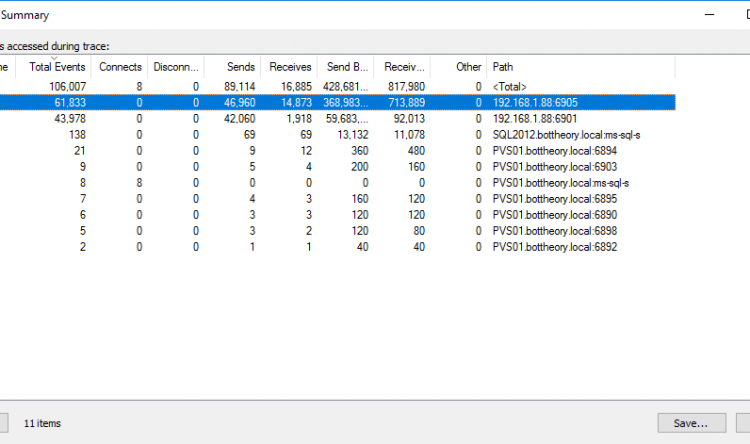 Summary
s accessed during trace:
ne Total Events Connects Disconn... Sends Receives Send B... Receiv... Other Path
106,007 8 0 89,114 16,885 428,681... 817,980 0 <Total>
61,833 0 0 46,960 14,873 368,983... 713,889 0 192.168.1.88:6905
43,978 0 0 42,060 1,918 59,683,... 92,013 0 192.168.1.88:6901
138 0 0 69 69 13,132 11,078 0 SQL2012.bottheory.local:ms-sql-s
21 0 0 9 12 360 480 0 PVS01.bottheory.local:6894
9 0 0 5 4 200 160 0 PVS01.bottheory.local:6903
8 8 0 0 0 0 0 0 PVS01.bottheory.local:ms-sql-s
7 0 0 4 3 160 120 0 PVS01.bottheory.local:6895
6 0 0 3 3 120 120 0 PVS01.bottheory.local:6890
5 0 0 3 2 120 80 0 PVS01.bottheory.local:6898
2 0 0 1 1 40 40 0 PVS01.bottheory.local:6892
11 items Save...